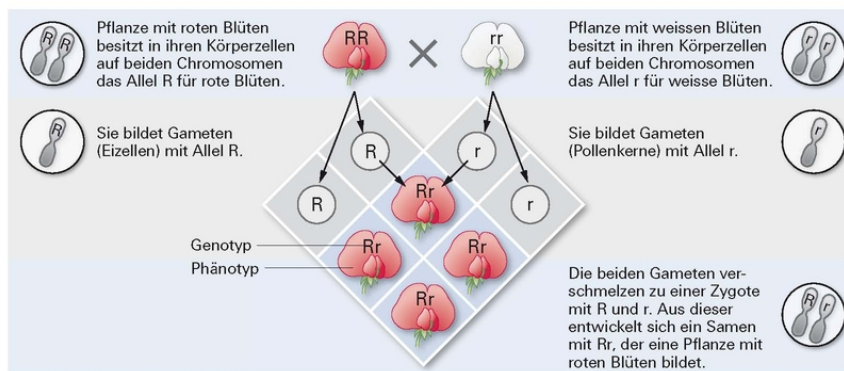 Pflanze mit roten Blüten
besitzt in ihren Körperzellen
auf beiden Chromosomen
das Allel R für rote Blüten.
R R
RR
rr
Pflanze mit weissen Blüten
besitzt in ihren Körperzellen
auf beiden Chromosomen
das Allel r für weisse Blüten.
r r
R
Sie bildet Gameten
(Eizellen) mit Allel R.
R
r
Sie bildet Gameten
(Pollenkerne) mit Allel r.
r
R
Rr
r
Genotyp
Phänotyp
Rr
Rr
Rr
Die beiden Gameten ver-
schmelzen zu einer Zygote
mit R und r. Aus dieser
entwickelt sich ein Samen
mit Rr, der eine Pflanze mit
roten Blüten bildet.
R r